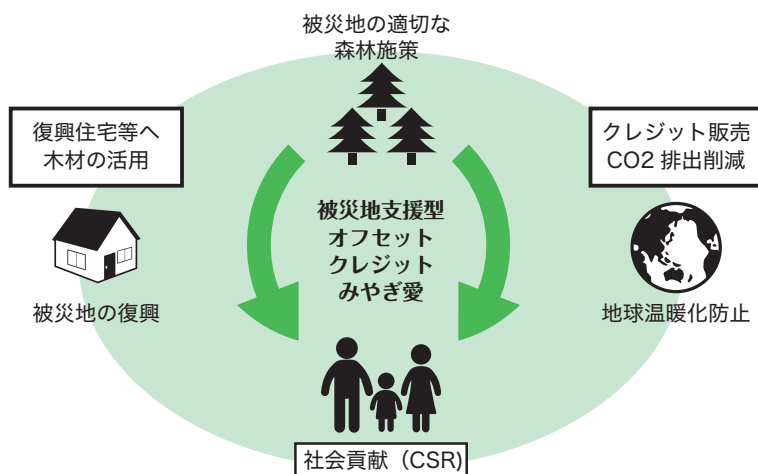 被災地の適切な
森林施策
復興住宅等へ
木材の活用
クレジット販売
CO2 排出削減
被災地支援型
オフセット
クレジット
みやぎ愛
被災地の復興
地球温暖化防止
社会貢献（CSR)